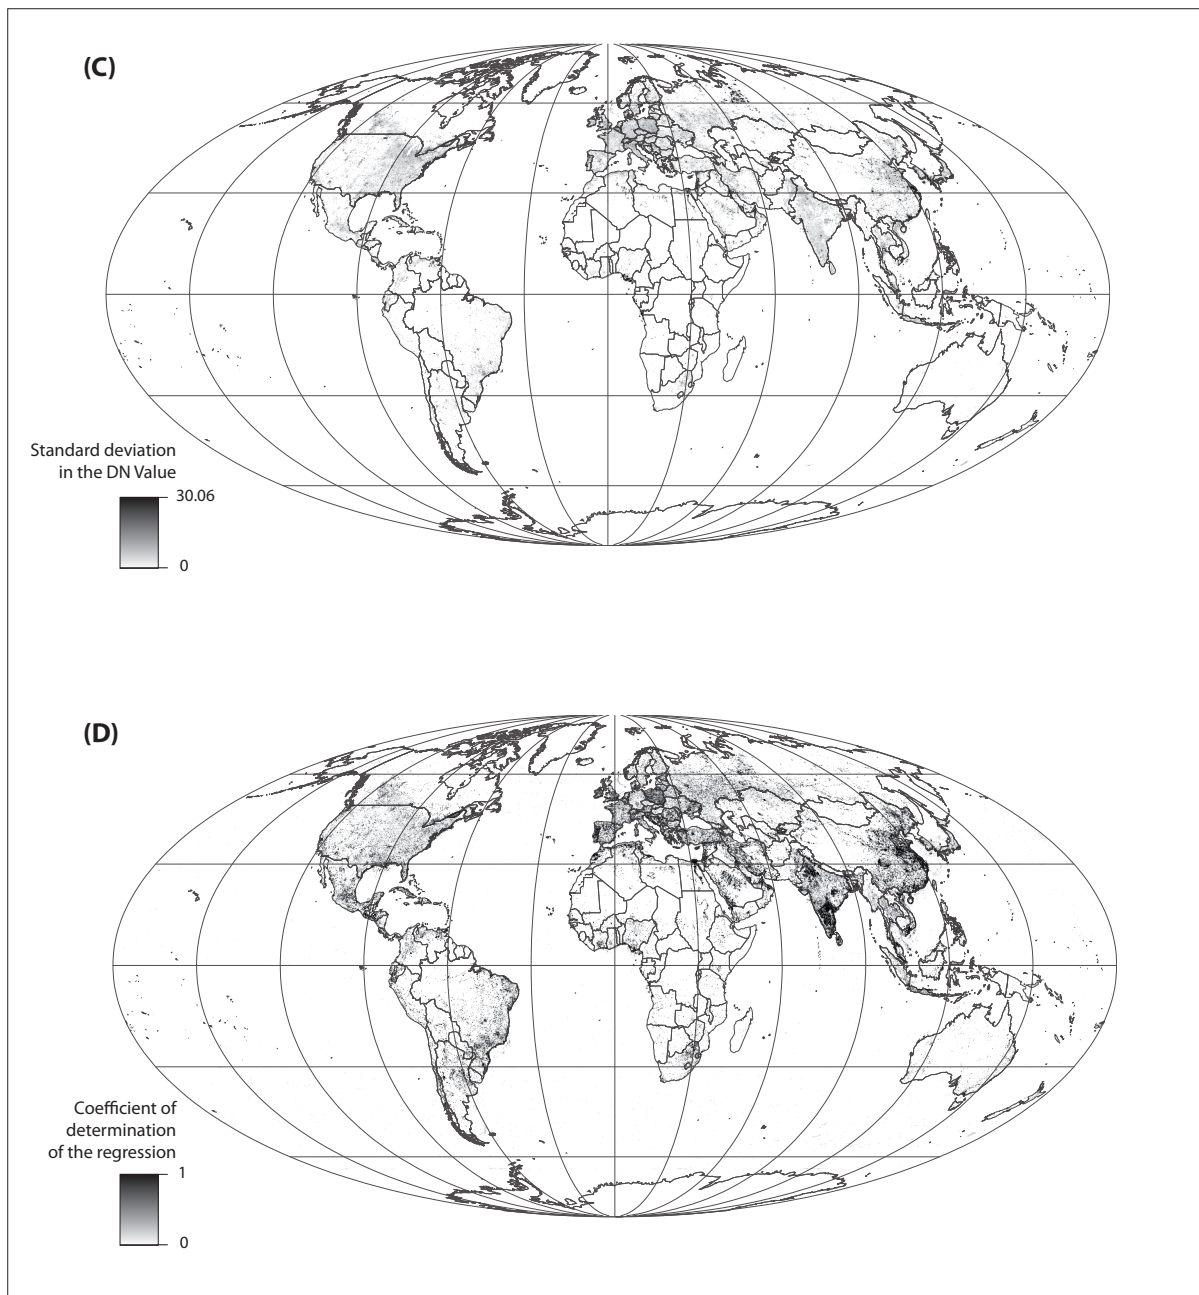 (C)
Standard deviation
in the DN Value
30.06
0
(D)
Coefficient of
determination
of the regression
1
0